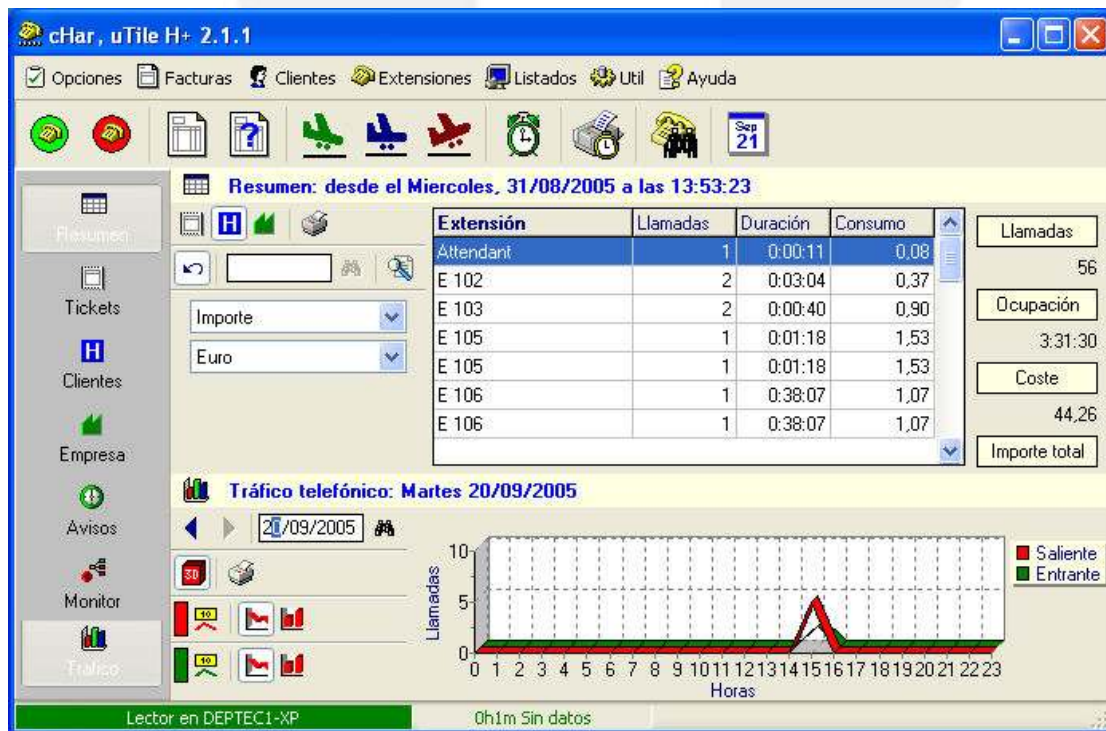 cHar, uTile H+ 2.1.1
Opciones Facturas Clientes Extensiones Listados Util Ayuda
Sep 21
Resumen
Tickets
Clientes
Empresa
Avisos
Monitor
Trafico
Resumen: desde el Miercoles, 31/08/2005 a las 13:53:23
Importe
Euro
Extensión Llamadas Duración Consumo
Attendant 1 0:00:11 0,08
E 102 2 0:03:04 0,37
E 103 2 0:00:40 0,90
E 105 1 0:01:18 1,53
E 105 1 0:01:18 1,53
E 106 1 0:38:07 1,07
E 106 1 0:38:07 1,07
Llamadas
56
Ocupación
3:31:30
Coste
44,26
Importe total
Tráfico telefónico: Martes 20/09/2005
20/09/2005
3D
10
10
Llamadas
10
5
0
0 1 2 3 4 5 6 7 8 9 10 11 12 13 14 15 16 17 18 19 20 21 22 23
Horas
Saliente
Entrante
Lector en DEPTEC1-XP 0h1m Sin datos